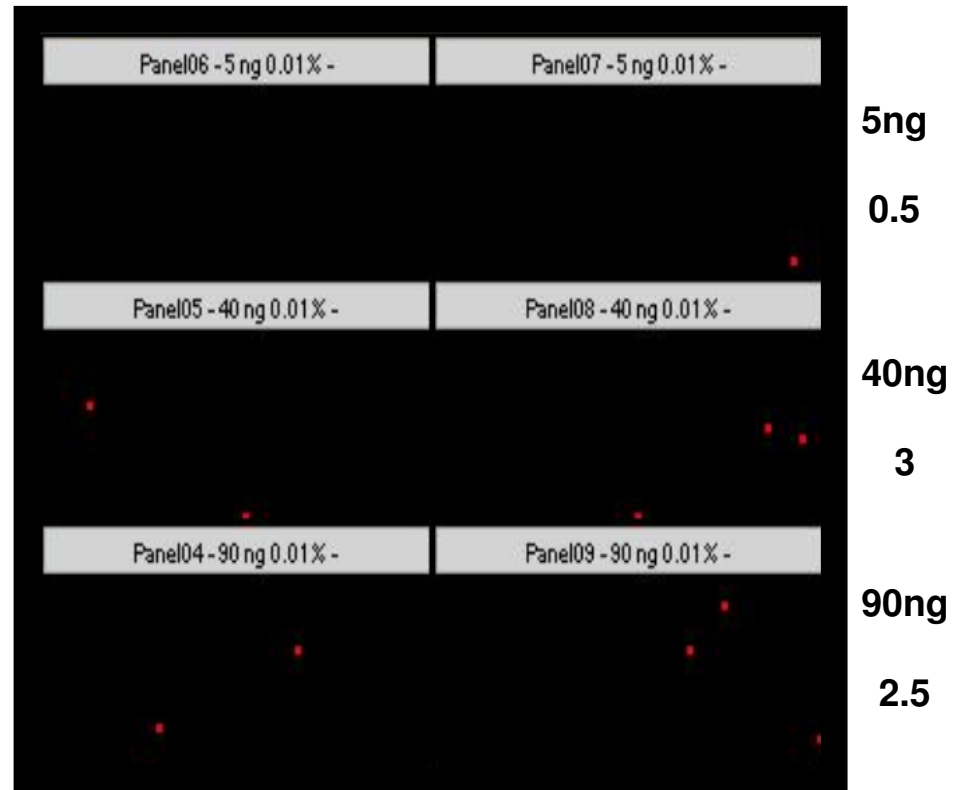 Panel06 - 5 ng 0.01% -
Panel07 - 5 ng 0.01% -
5ng
0.5
Panel05 - 40 ng 0.01% -
Panel08 - 40 ng 0.01% -
40ng
3
Panel04 - 90 ng 0.01% -
Panel09 - 90 ng 0.01% -
90ng
2.5